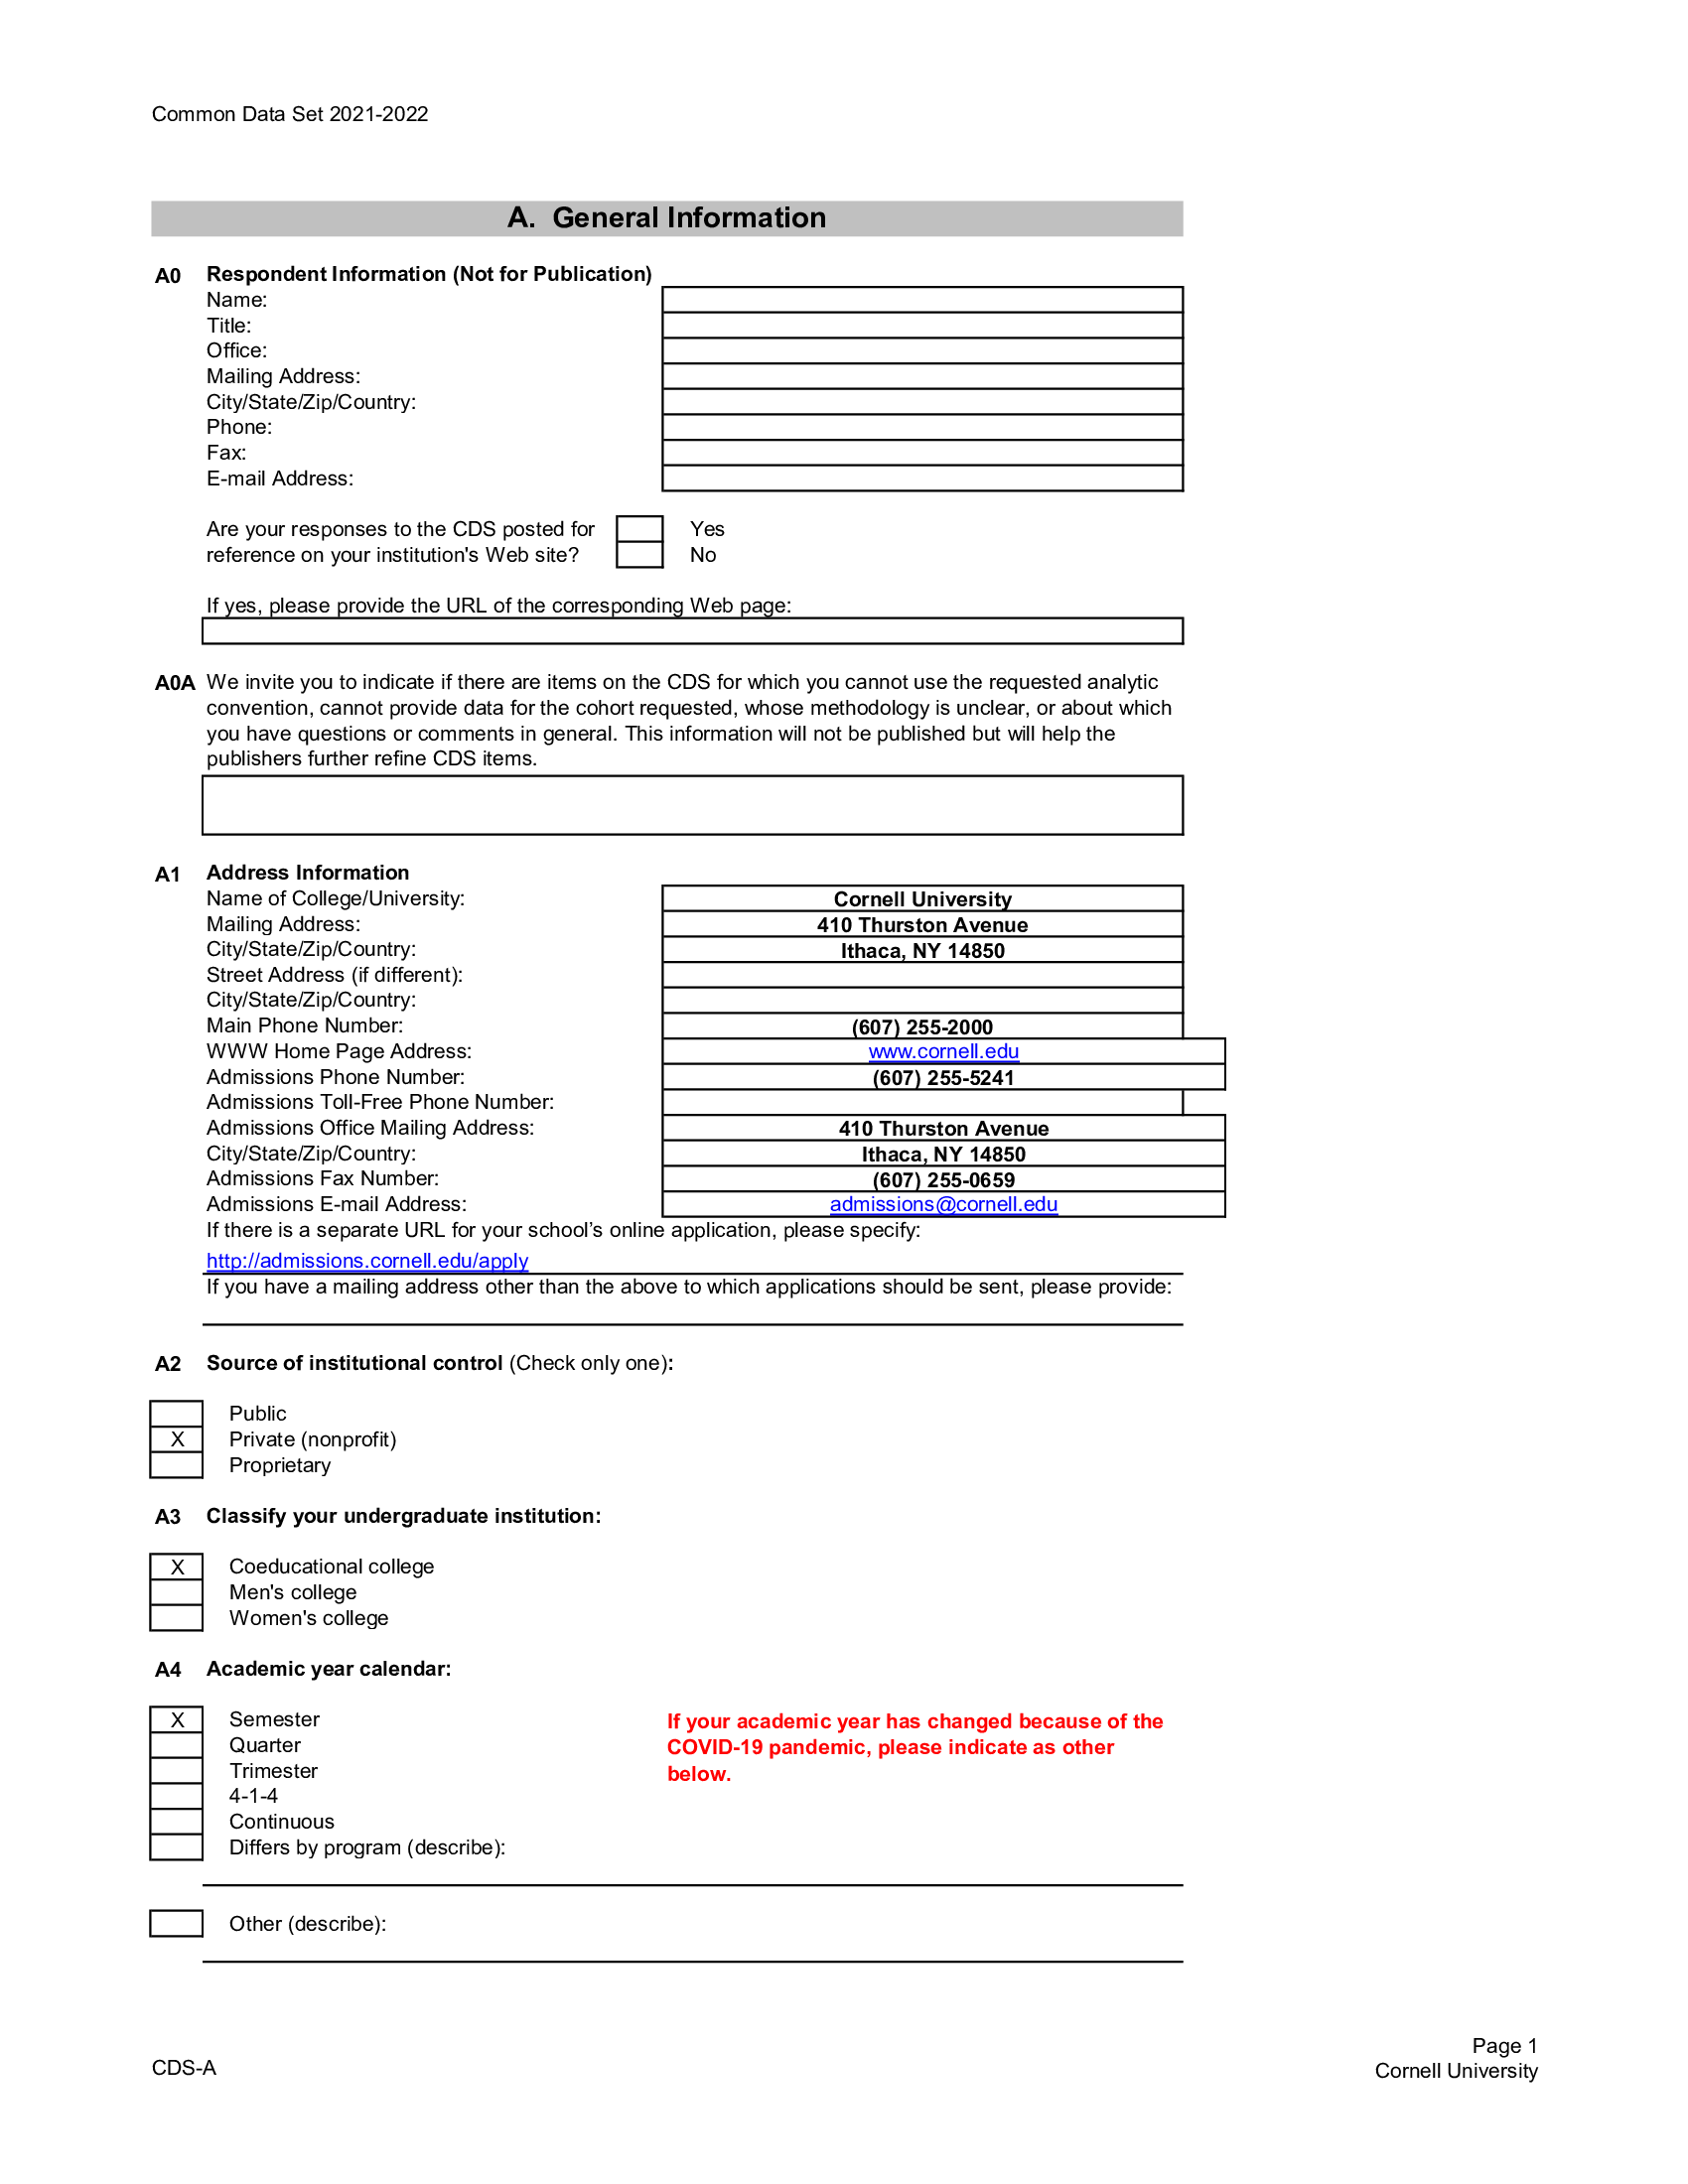 Common Data Set 2021-2022
A. General Information
A0 Respondent Information (Not for Publication)
Name:
Title:
Office:
Mailing Address:
City/State/Zip/Country:
Phone:
Fax:
E-mail Address:
Are your responses to the CDS posted for Yes
reference on your institution's Web site? No
If yes, please provide the URL of the corresponding Web page:
A0A We invite you to indicate if there are items on the CDS for which you cannot use the requested analytic
convention, cannot provide data for the cohort requested, whose methodology is unclear, or about which
you have questions or comments in general. This information will not be published but will help the
publishers further refine CDS items.
A1 Address Information
Name of College/University: Cornell University
Mailing Address: 410 Thurston Avenue
City/State/Zip/Country: Ithaca, NY 14850
Street Address (if different):
City/State/Zip/Country:
Main Phone Number: (607) 255-2000
WWW Home Page Address: www.cornell.edu
Admissions Phone Number: (607) 255-5241
Admissions Toll-Free Phone Number:
Admissions Office Mailing Address: 410 Thurston Avenue
City/State/Zip/Country: Ithaca, NY 14850
Admissions Fax Number: (607) 255-0659
Admissions E-mail Address: admissions@cornell.edu
If there is a separate URL for your school’s online application, please specify:
http://admissions.cornell.edu/apply
If you have a mailing address other than the above to which applications should be sent, please provide:
A2 Source of institutional control (Check only one):
Public
X Private (nonprofit)
Proprietary
A3 Classify your undergraduate institution:
X Coeducational college
Men's college
Women's college
A4 Academic year calendar:
X Semester If your academic year has changed because of the
Quarter COVID-19 pandemic, please indicate as other
Trimester below.
4-1-4
Continuous
Differs by program (describe):
Other (describe):
Page 1
CDS-A Cornell University